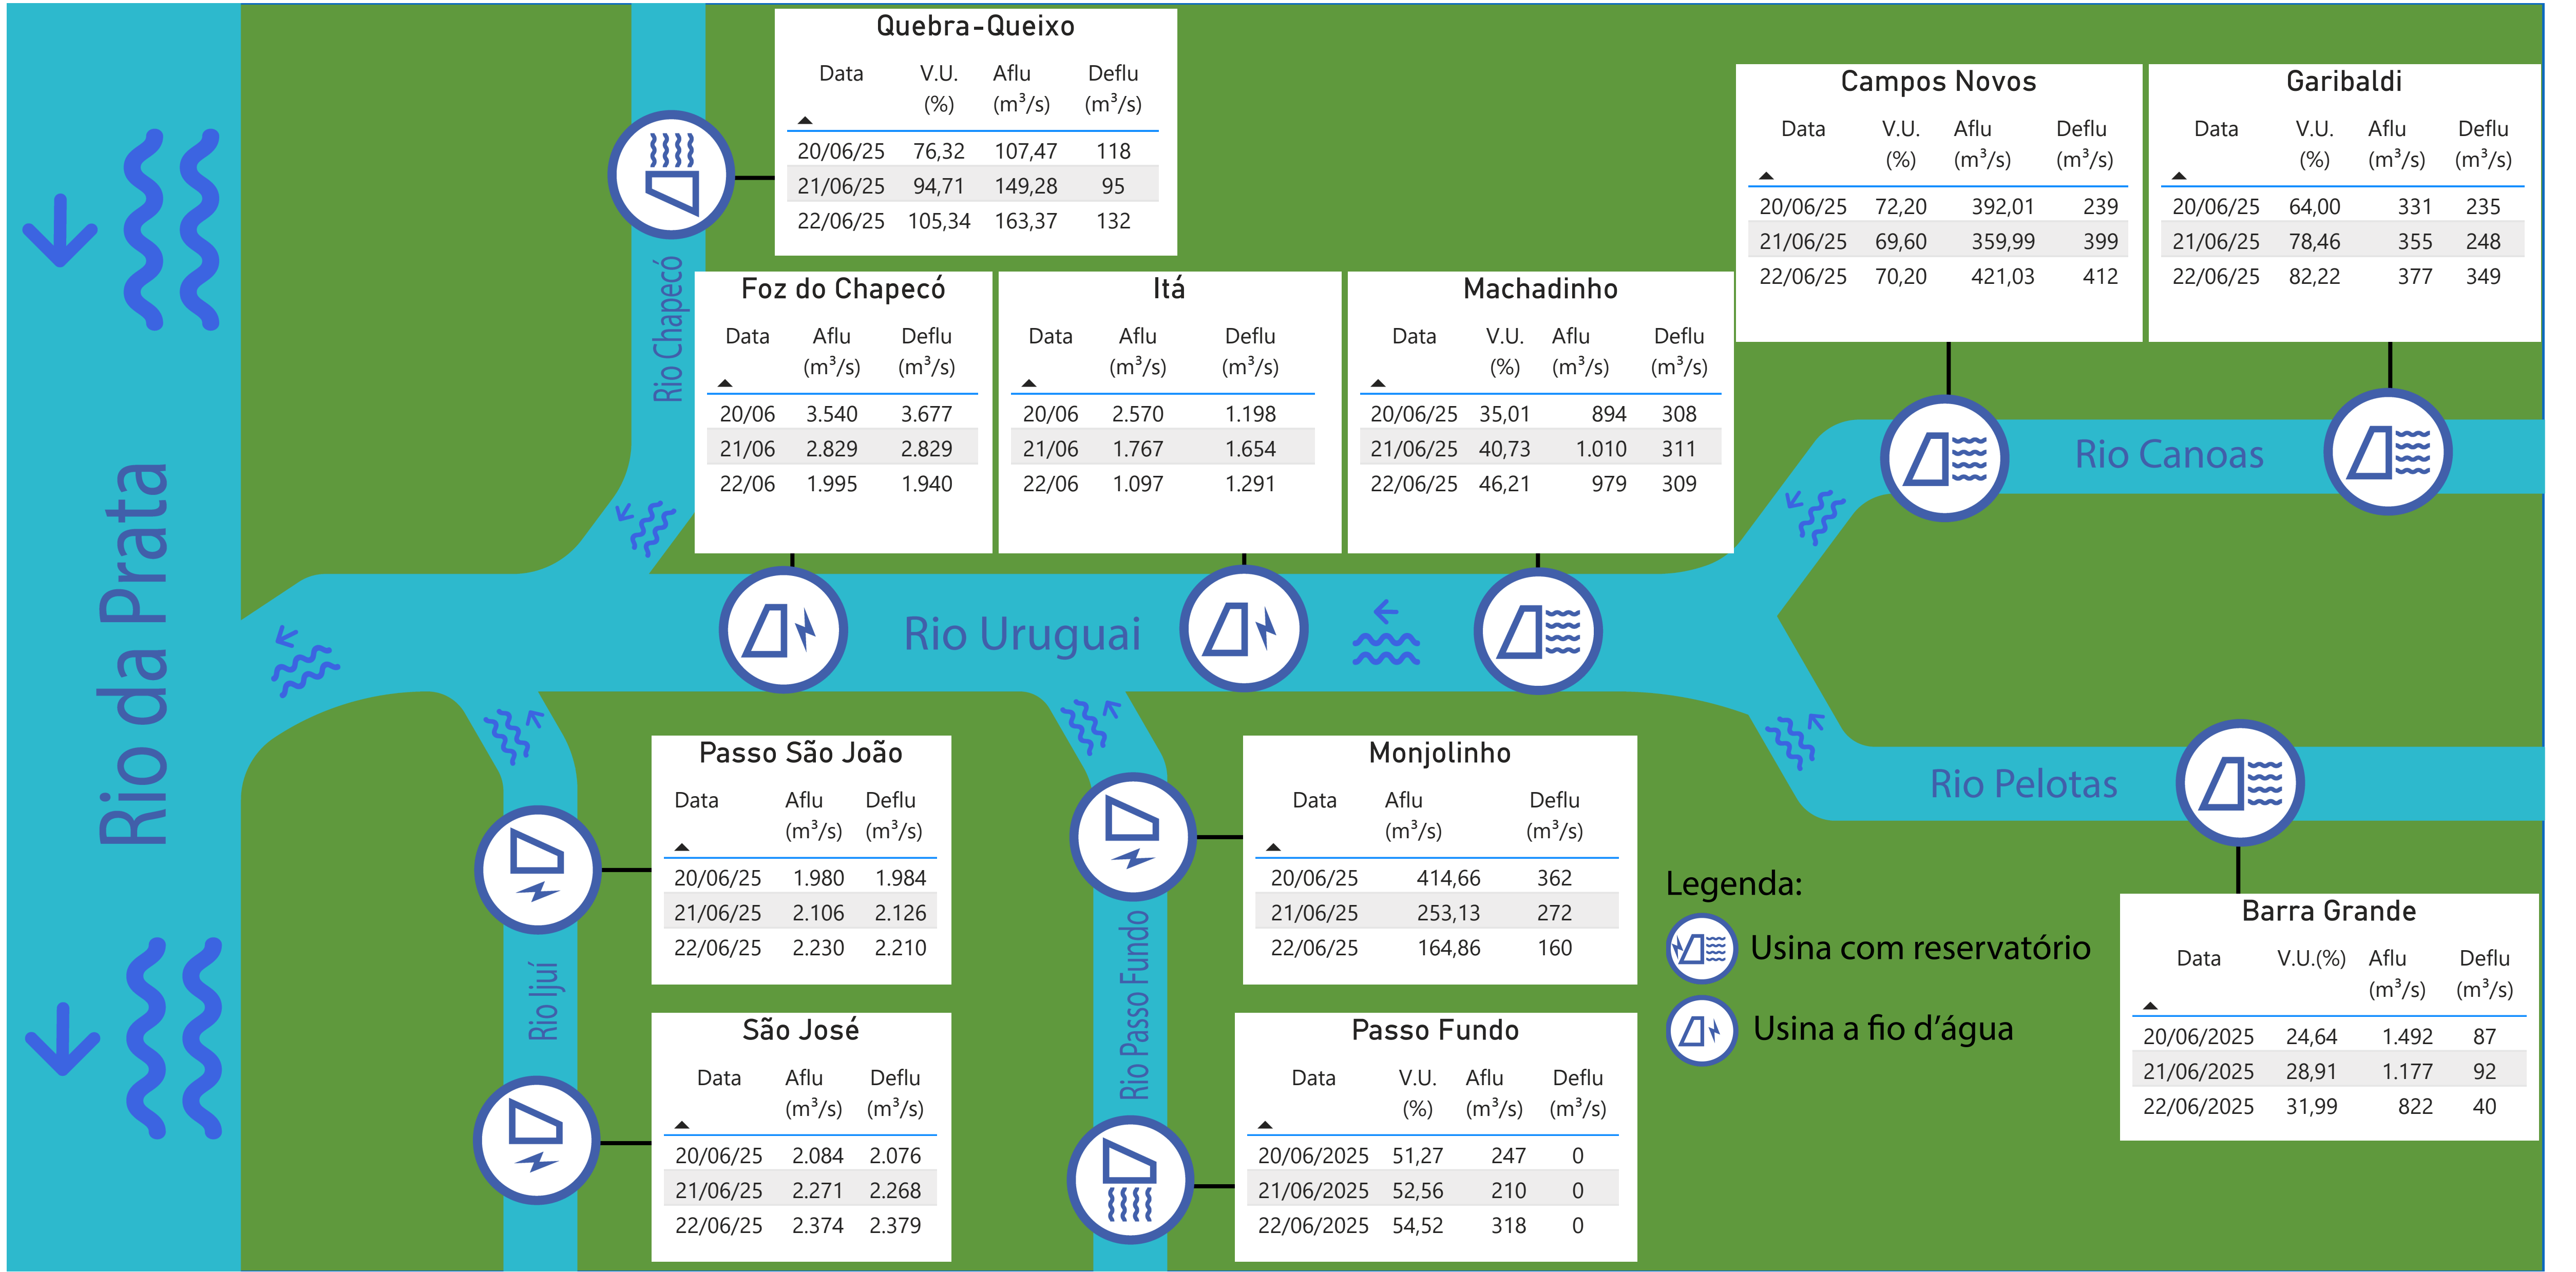 Quebra-Queixo
Data V.U. Aflu Deflu
(%) (m³/s) (m³/s)
20/06/25 76,32 107,47 118
21/06/25 94,71 149,28 95
22/06/25 105,34 163,37 132
Campos Novos
Data V.U. Aflu Deflu
(%) (m³/s) (m³/s)
20/06/25 72,20 392,01 239
21/06/25 69,60 359,99 399
22/06/25 70,20 421,03 412
Garibaldi
Data V.U. Aflu Deflu
(%) (m³/s) (m³/s)
20/06/25 64,00 331 235
21/06/25 78,46 355 248
22/06/25 82,22 377 349
Rio Chapecó
Foz do Chapecó
Data Aflu Deflu
(m³/s) (m³/s)
20/06 3.540 3.677
21/06 2.829 2.829
22/06 1.995 1.940
Itá
Data Aflu Deflu
(m³/s) (m³/s)
20/06 2.570 1.198
21/06 1.767 1.654
22/06 1.097 1.291
Machadinho
Data V.U. Aflu Deflu
(%) (m³/s) (m³/s)
20/06/25 35,01 894 308
21/06/25 40,73 1.010 311
22/06/25 46,21 979 309
Rio Canoas
Rio da Prata
Rio Uruguai
Rio Pelotas
Passo São João
Data Aflu Deflu
(m³/s) (m³/s)
20/06/25 1.980 1.984
21/06/25 2.106 2.126
22/06/25 2.230 2.210
Monjolinho
Data Aflu Deflu
(m³/s) (m³/s)
20/06/25 414,66 362
21/06/25 253,13 272
22/06/25 164,86 160
Legenda:
Usina com reservatório
Usina a fio d’água
Barra Grande
Data V.U.(%) Aflu Deflu
(m³/s) (m³/s)
20/06/2025 24,64 1.492 87
21/06/2025 28,91 1.177 92
22/06/2025 31,99 822 40
Rio Ijuí
Rio Passo Fundo
São José
Data Aflu Deflu
(m³/s) (m³/s)
20/06/25 2.084 2.076
21/06/25 2.271 2.268
22/06/25 2.374 2.379
Passo Fundo
Data V.U. Aflu Deflu
(%) (m³/s) (m³/s)
20/06/2025 51,27 247 0
21/06/2025 52,56 210 0
22/06/2025 54,52 318 0